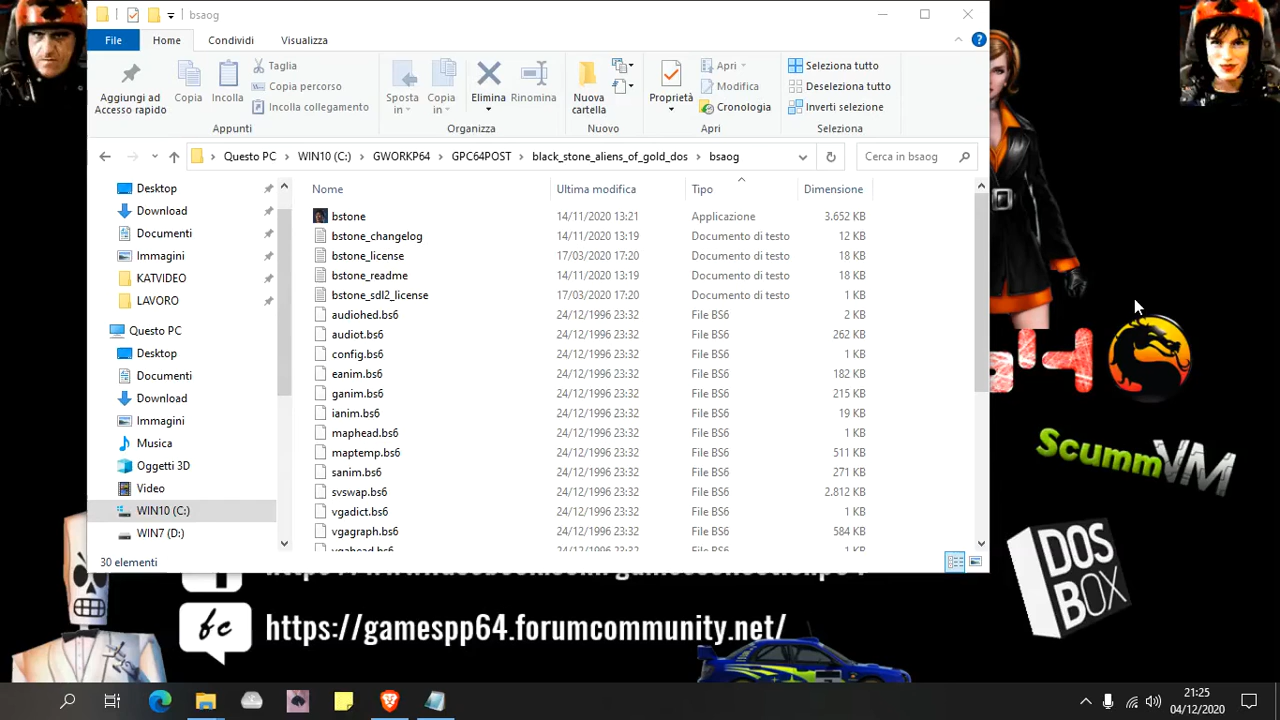 bsaog
File
Home
Condividi
Visualizza
Aggiungi ad
Accesso rapido
Copia
Incolla
Taglia
Copia percorso
Incolla collegamento
Appunti
Sposta
in
Copia
in
Elimina
Rinomina
Organizza
Nuova
cartella
Nuovo
Proprietà
Apri
Modifica
Cronologia
Apri
Seleziona tutto
Deseleziona tutto
Inverti selezione
Seleziona
Questo PC
WIN10 (C:)
GWORKP64
GPC64POST
black_stone_aliens_of_gold_dos
bsaog
Cerca in bsaog
Desktop
Download
Documenti
Immagini
KATVIDEO
LAVORO
Questo PC
Desktop
Documenti
Download
Immagini
Musica
Oggetti 3D
Video
WIN10 (C:)
WIN7 (D:)
Nome Ultima modifica Tipo Dimensione
bstone 14/11/2020 13:21 Applicazione 3.652 KB
bstone_changelog 14/11/2020 13:19 Documento di testo 12 KB
bstone_license 17/03/2020 17:20 Documento di testo 18 KB
bstone_readme 14/11/2020 13:19 Documento di testo 18 KB
bstone_sdl2_license 17/03/2020 17:20 Documento di testo 1 KB
audiohed.bs6 24/12/1996 23:32 File BS6 2 KB
audiot.bs6 24/12/1996 23:32 File BS6 262 KB
config.bs6 24/12/1996 23:32 File BS6 1 KB
eanim.bs6 24/12/1996 23:32 File BS6 182 KB
ganim.bs6 24/12/1996 23:32 File BS6 215 KB
ianim.bs6 24/12/1996 23:32 File BS6 19 KB
maphead.bs6 24/12/1996 23:32 File BS6 1 KB
maptemp.bs6 24/12/1996 23:32 File BS6 511 KB
sanim.bs6 24/12/1996 23:32 File BS6 271 KB
svswap.bs6 24/12/1996 23:32 File BS6 2.812 KB
vgadict.bs6 24/12/1996 23:32 File BS6 1 KB
vgagraph.bs6 24/12/1996 23:32 File BS6 584 KB
vgahead.bs6 24/12/1996 23:32 File BS6 1 KB
30 elementi
64
ScummVM
DOS
BOX
fc
https://gamespp64.forumcommunity.net/
21:25
04/12/2020